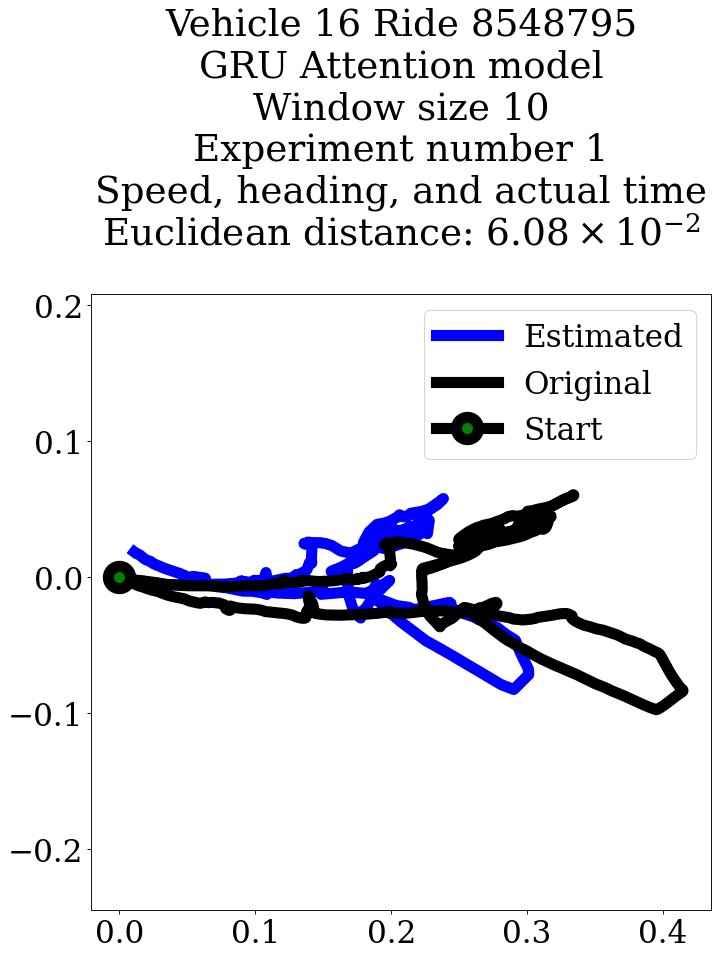 Vehicle 16 Ride 8548795
GRU Attention model
Window size 10
Experiment number 1
Speed, heading, and actual time
Euclidean distance: 6.08 × 10⁻²
Estimated
Original
Start
0.2
0.1
0.0
−0.1
−0.2
0.0 0.1 0.2 0.3 0.4